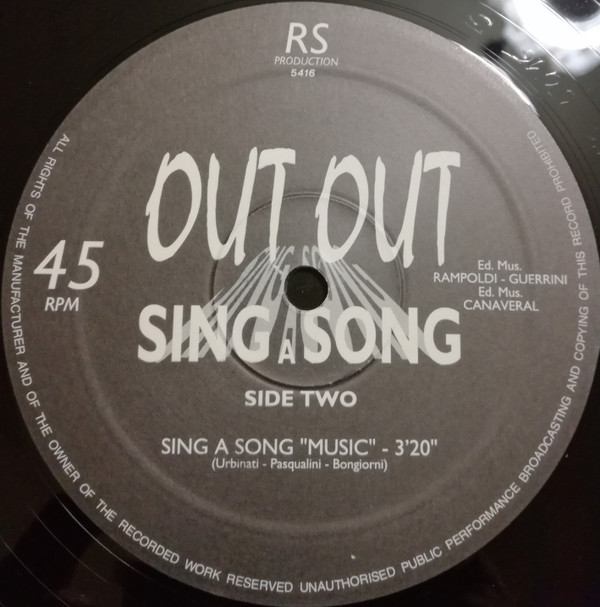 RS
PRODUCTION
5416
OUT OUT
45
RPM
Ed. Mus.
RAMPOLDI - GUERRINI
Ed. Mus.
CANAVERAL
SING A SONG
SIDE TWO
SING A SONG "MUSIC" - 3'20"
(Urbinati - Pasqualini - Bongiorni)
ALL RIGHTS OF THE MANUFACTURER AND OF THE OWNER OF THE RECORDED WORK RESERVED UNAUTHORISED PUBLIC PERFORMANCE BROADCASTING AND COPYING OF THIS RECORD PROHIBITED